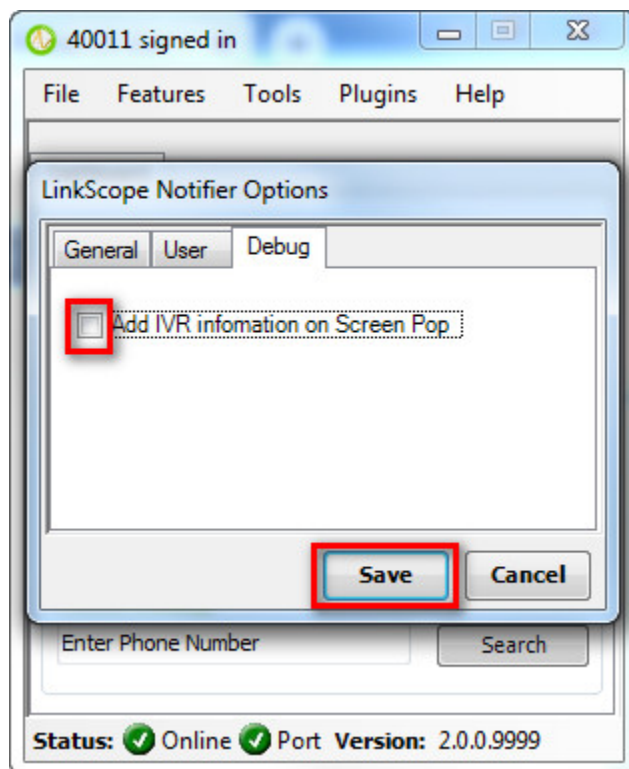 40011 signed in
File Features Tools Plugins Help
LinkScope Notifier Options
General User Debug
Add IVR infomation on Screen Pop
Save Cancel
Enter Phone Number Search
Status: Online Port Version: 2.0.0.9999